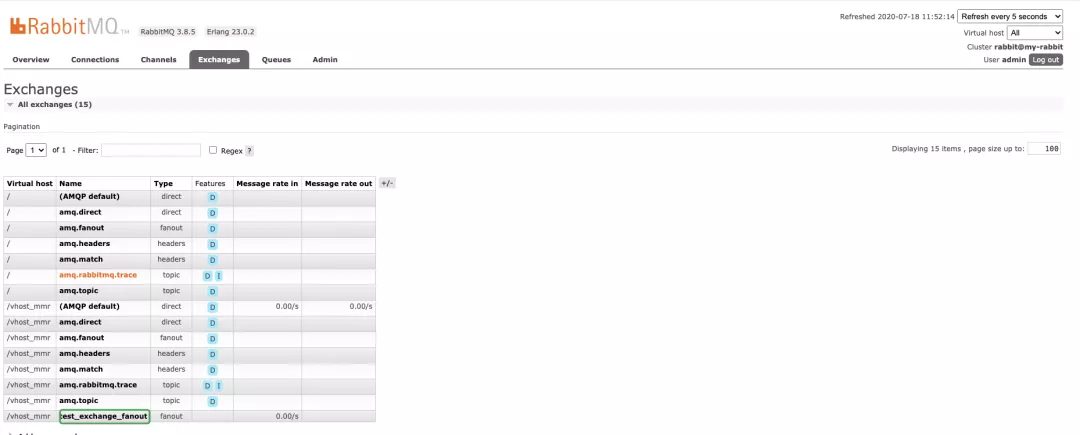 Refreshed 2020-07-18 11:52:14 Refresh every 5 seconds
RabbitMQ TM RabbitMQ 3.8.5 Erlang 23.0.2
Virtual host All
Cluster rabbit@my-rabbit
User admin Log out
Overview Connections Channels Exchanges Queues Admin
Exchanges
All exchanges (15)
Pagination
Page 1 of 1 - Filter: Regex ? Displaying 15 items , page size up to: 100
Virtual host Name Type Features Message rate in Message rate out +/-
/ (AMQP default) direct D
/ amq.direct direct D
/ amq.fanout fanout D
/ amq.headers headers D
/ amq.match headers D
/ amq.rabbitmq.trace topic D I
/ amq.topic topic D
/vhost_mmr (AMQP default) direct D 0.00/s 0.00/s
/vhost_mmr amq.direct direct D
/vhost_mmr amq.fanout fanout D
/vhost_mmr amq.headers headers D
/vhost_mmr amq.match headers D
/vhost_mmr amq.rabbitmq.trace topic D I
/vhost_mmr amq.topic topic D
/vhost_mmr test_exchange_fanout fanout 0.00/s